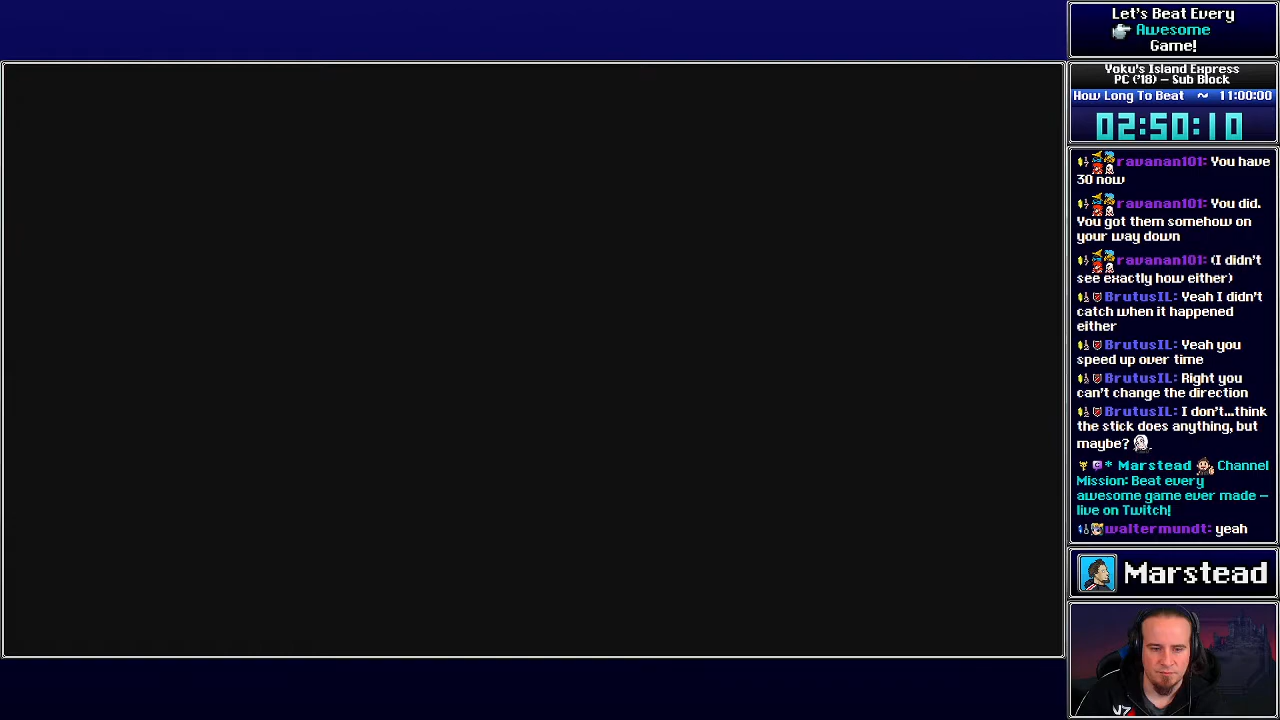 Let's Beat Every
Awesome
Game!
Yoku's Island Express
PC ('18) – Sub Block
How Long To Beat ~ 11:00:00
02:50:10
ravanan101: You have
30 now
ravanan101: You did.
You got them somehow on
your way down
ravanan101: (I didn't
see exactly how either)
BrutusIL: Yeah I didn't
catch when it happened
either
BrutusIL: Yeah you
speed up over time
BrutusIL: Right you
can't change the direction
BrutusIL: I don't...think
the stick does anything, but
maybe? .
* Marstead Channel
Mission: Beat every
awesome game ever made –
live on Twitch!
waltermundt: yeah
Marstead
N7